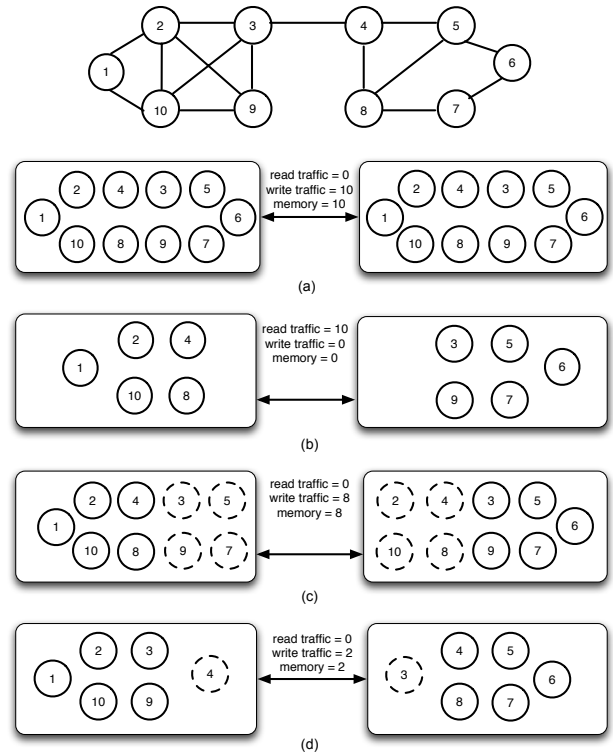 2 3 4 5
1 6
10 9 8 7
read traffic = 0
write traffic = 10
memory = 10
2 4 3 5
1 6
10 8 9 7
2 4 3 5
1 6
10 8 9 7
(a)
read traffic = 10
write traffic = 0
memory = 0
2 4
1
10 8
3 5
6
9 7
(b)
read traffic = 0
write traffic = 8
memory = 8
2 4 3 5
1
10 8 9 7
2 4 3 5
6
10 8 9 7
(c)
read traffic = 0
write traffic = 2
memory = 2
2 3
1 4
10 9
4 5
3 6
8 7
(d)